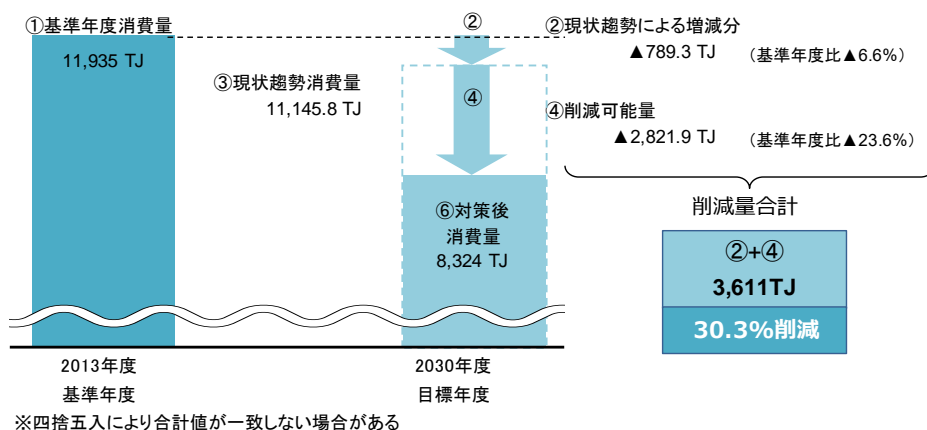 ①基準年度消費量
11,935 TJ
③現状趨勢消費量
11,145.8 TJ
②
④
②現状趨勢による増減分
▲789.3 TJ (基準年度比▲6.6%)
④削減可能量
▲2,821.9 TJ (基準年度比▲23.6%)
⑥対策後
消費量
8,324 TJ
削減量合計
②+④
3,611TJ
30.3%削減
2013年度
基準年度
2030年度
目標年度
※四捨五入により合計値が一致しない場合がある